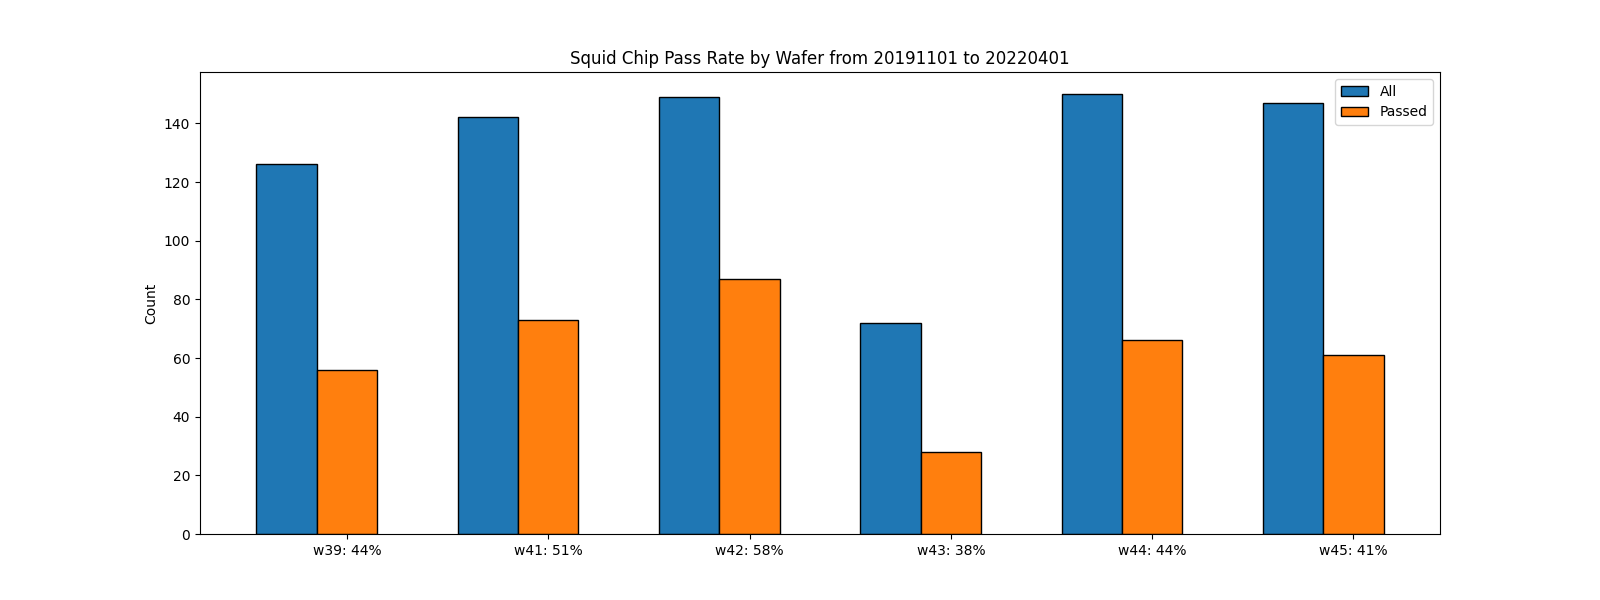 Squid Chip Pass Rate by Wafer from 20191101 to 20220401
All
Passed
140
120
100
80
60
40
20
0
Count
w39: 44%
w41: 51%
w42: 58%
w43: 38%
w44: 44%
w45: 41%